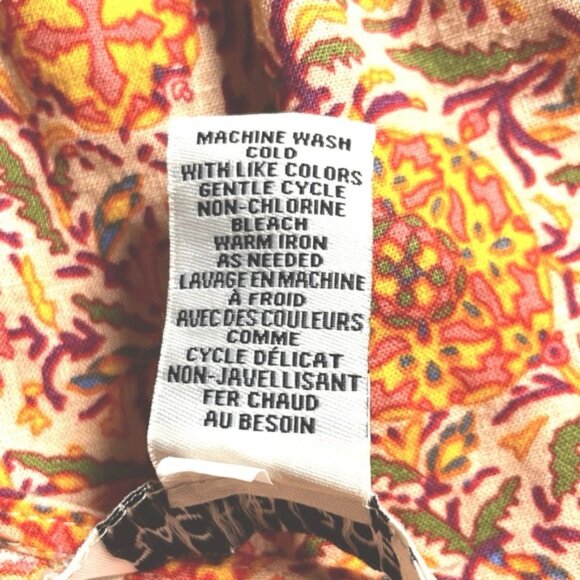 MACHINE WASH
COLD
WITH LIKE COLORS
GENTLE CYCLE
NON-CHLORINE
BLEACH
WARM IRON
AS NEEDED
LAVAGE EN MACHINE
À FROID
AVEC DES COULEURS
COMME
CYCLE DÉLICAT
NON-JAVELLISANT
FER CHAUD
AU BESOIN